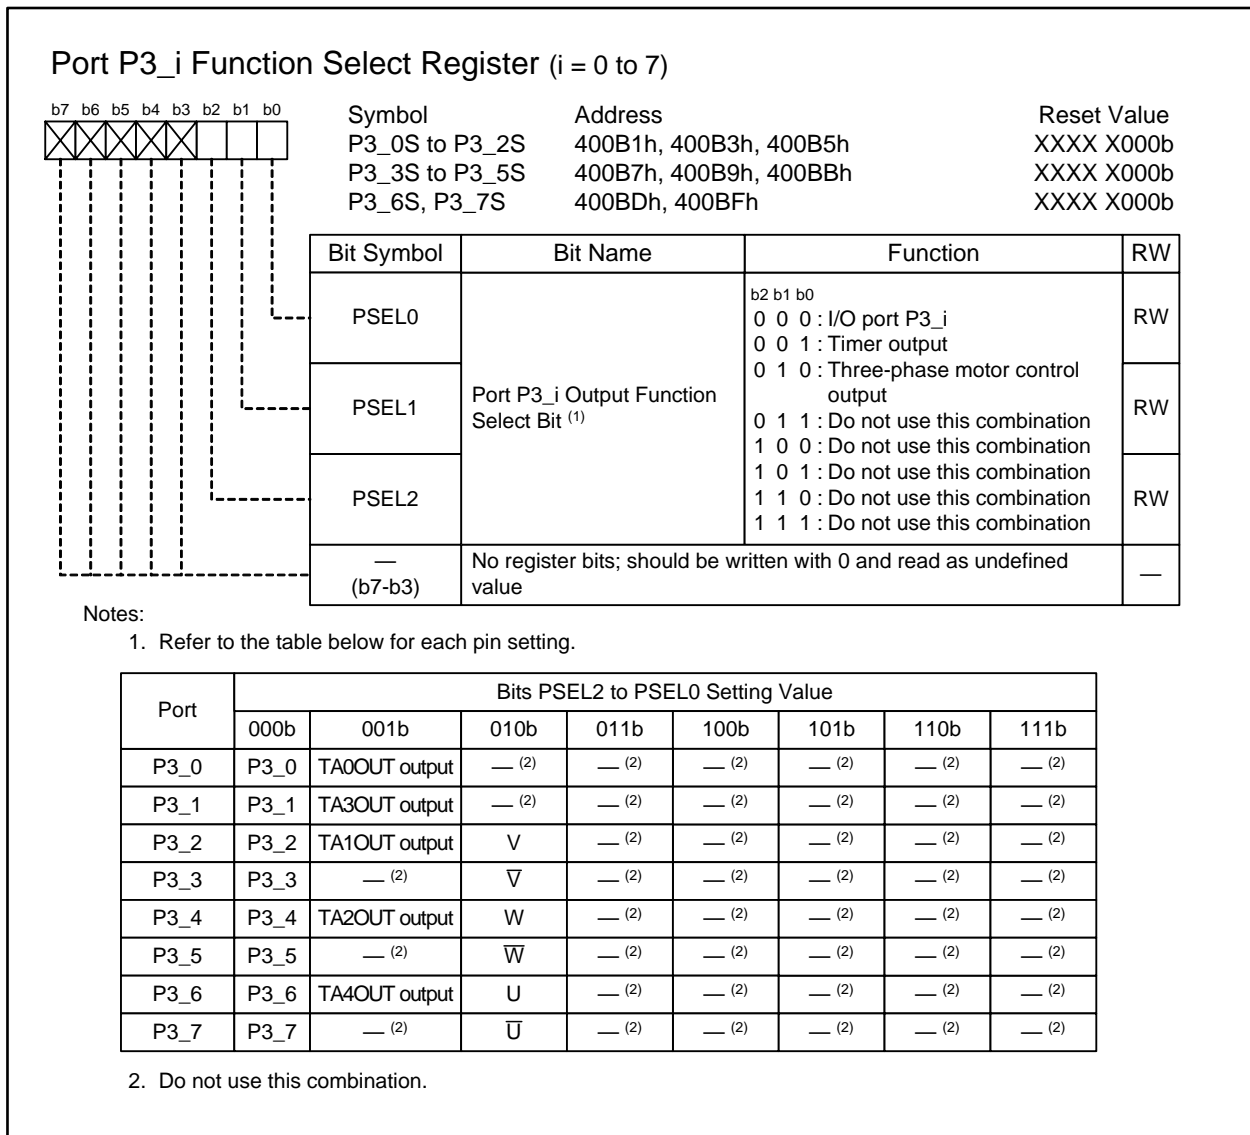 Port P3_i Function Select Register (i = 0 to 7)
b7 b6 b5 b4 b3 b2 b1 b0
Symbol Address Reset Value
P3_0S to P3_2S 400B1h, 400B3h, 400B5h XXXX X000b
P3_3S to P3_5S 400B7h, 400B9h, 400BBh XXXX X000b
P3_6S, P3_7S 400BDh, 400BFh XXXX X000b
Bit Symbol Bit Name Function RW
PSEL0 RW
PSEL1 RW
PSEL2 RW
Port P3_i Output Function
Select Bit (1)
b2 b1 b0
0 0 0 : I/O port P3_i
0 0 1 : Timer output
0 1 0 : Three-phase motor control
output
0 1 1 : Do not use this combination
1 0 0 : Do not use this combination
1 0 1 : Do not use this combination
1 1 0 : Do not use this combination
1 1 1 : Do not use this combination
—
(b7-b3)
No register bits; should be written with 0 and read as undefined
value
—
Notes:
1. Refer to the table below for each pin setting.
Port Bits PSEL2 to PSEL0 Setting Value
000b 001b 010b 011b 100b 101b 110b 111b
P3_0 P3_0 TA0OUT output — (2) — (2) — (2) — (2) — (2) — (2)
P3_1 P3_1 TA3OUT output — (2) — (2) — (2) — (2) — (2) — (2)
P3_2 P3_2 TA1OUT output V — (2) — (2) — (2) — (2) — (2)
P3_3 P3_3 — (2) V̅ — (2) — (2) — (2) — (2) — (2)
P3_4 P3_4 TA2OUT output W — (2) — (2) — (2) — (2) — (2)
P3_5 P3_5 — (2) W̅ — (2) — (2) — (2) — (2) — (2)
P3_6 P3_6 TA4OUT output U — (2) — (2) — (2) — (2) — (2)
P3_7 P3_7 — (2) U̅ — (2) — (2) — (2) — (2) — (2)
2. Do not use this combination.